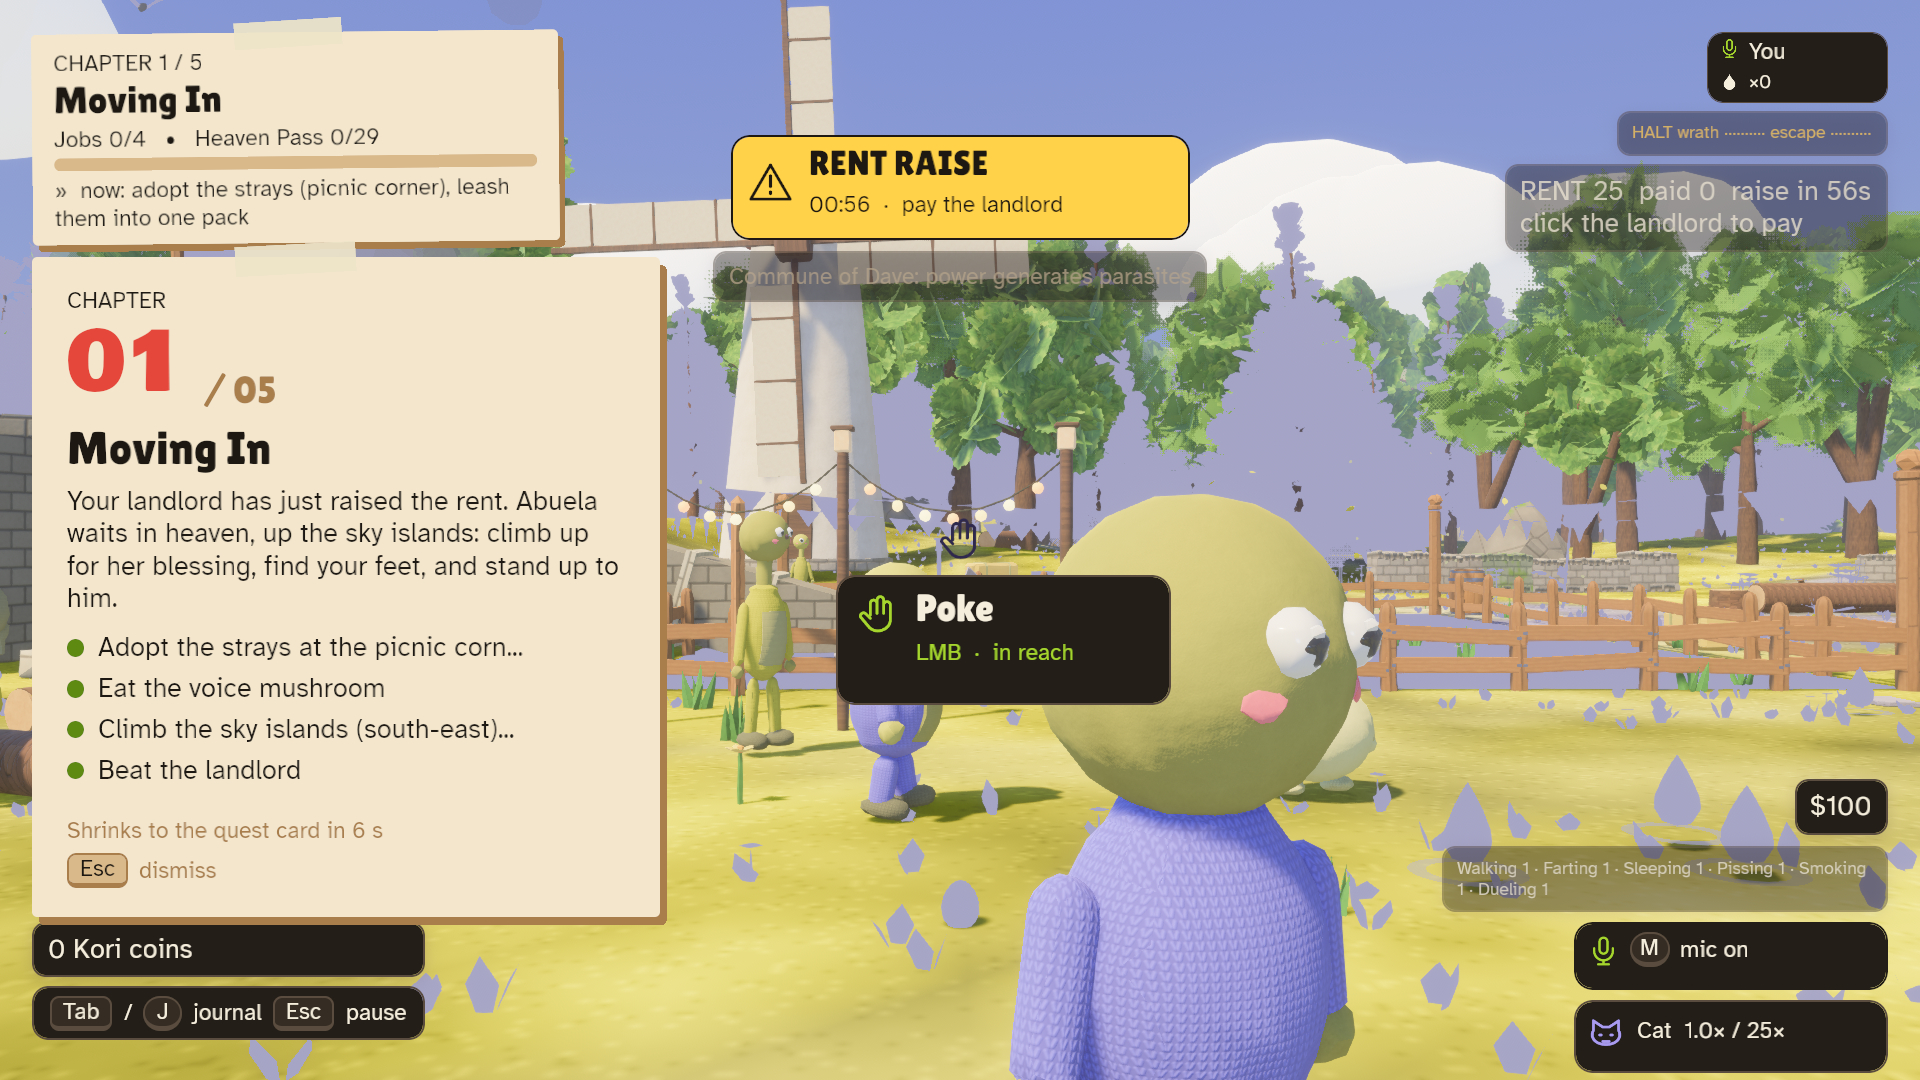 CHAPTER 1 / 5
Moving In
Jobs 0/4 • Heaven Pass 0/29
» now: adopt the strays (picnic corner), leash
them into one pack
CHAPTER
01 / 05
Moving In
Your landlord has just raised the rent. Abuela
waits in heaven, up the sky islands: climb up
for her blessing, find your feet, and stand up to
him.
Adopt the strays at the picnic corn...
Eat the voice mushroom
Climb the sky islands (south-east)...
Beat the landlord
Shrinks to the quest card in 6 s
Esc dismiss
0 Kori coins
Tab / J journal Esc pause
RENT RAISE
00:56 · pay the landlord
Commune of Dave: power generates parasites
Poke
LMB · in reach
You
×0
HALT wrath ·········· escape ··········
RENT 25 paid 0 raise in 56s
click the landlord to pay
$100
Walking 1 · Farting 1 · Sleeping 1 · Pissing 1 · Smoking
1 · Dueling 1
M mic on
Cat 1.0× / 25×